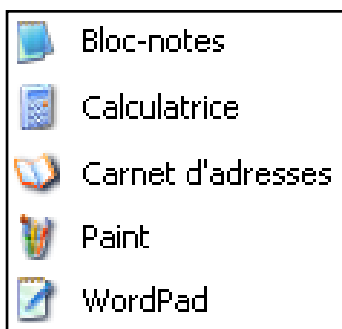 Bloc-notes
Calculatrice
Carnet d'adresses
Paint
WordPad